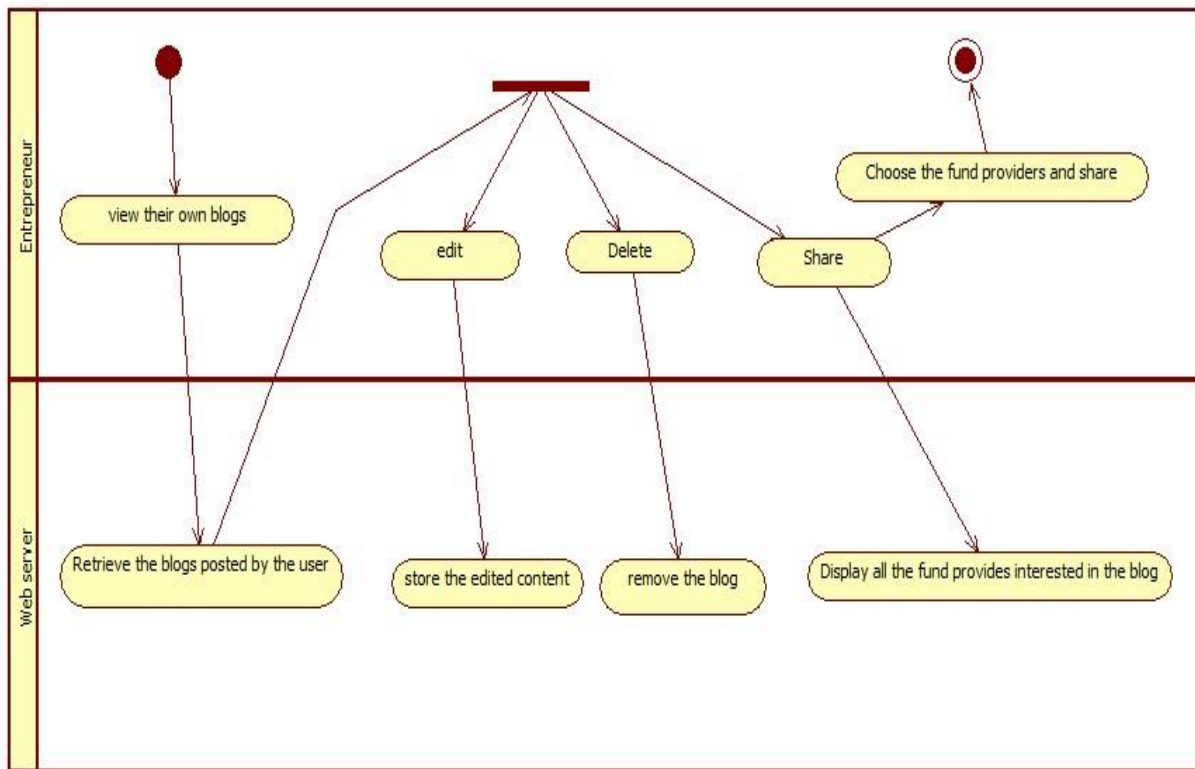 Entrepreneur
view their own blogs
edit
Delete
Share
Choose the fund providers and share
Web server
Retrieve the blogs posted by the user
store the edited content
remove the blog
Display all the fund provides interested in the blog